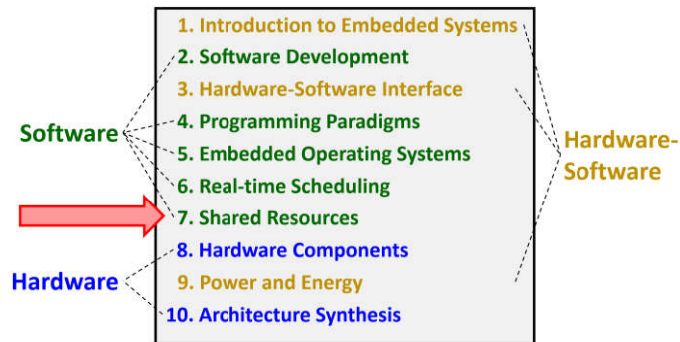 1. Introduction to Embedded Systems
2. Software Development
3. Hardware-Software Interface
4. Programming Paradigms
5. Embedded Operating Systems
6. Real-time Scheduling
7. Shared Resources
8. Hardware Components
9. Power and Energy
10. Architecture Synthesis
Software
Hardware
Hardware-
Software